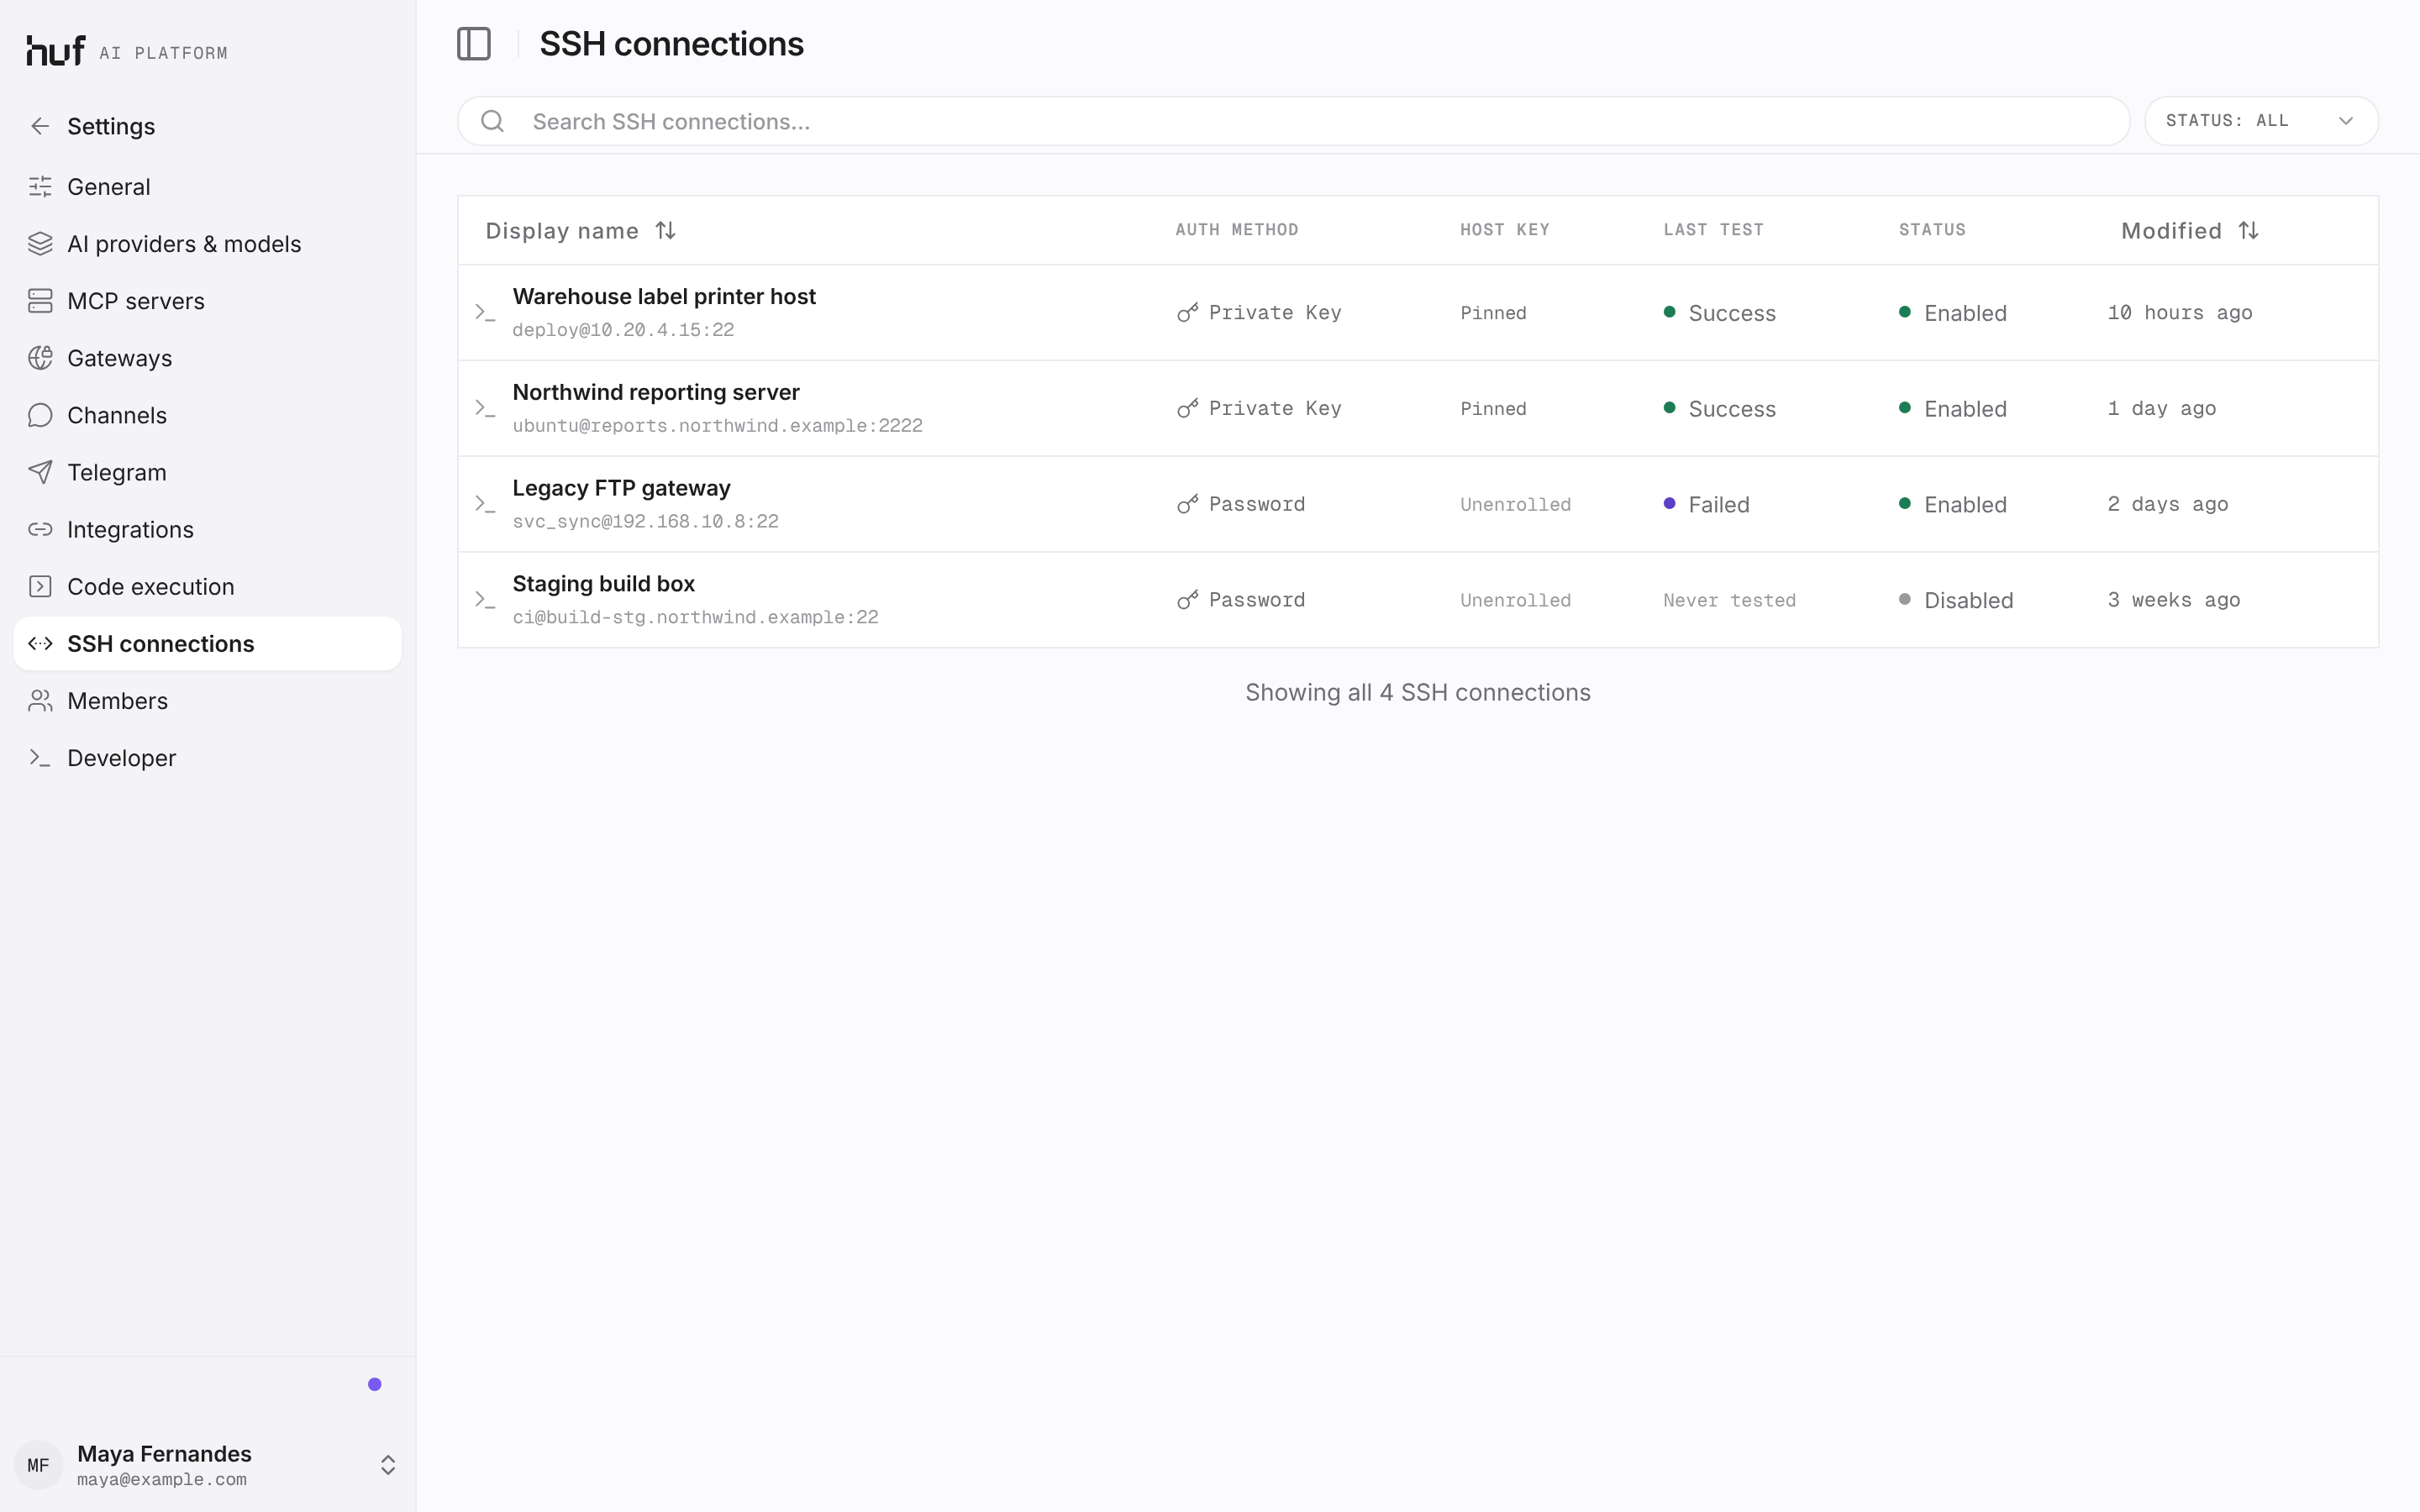 huf AI PLATFORM
Settings
General
AI providers & models
MCP servers
Gateways
Channels
Telegram
Integrations
Code execution
SSH connections
Members
Developer
MF
Maya Fernandes
maya@example.com
SSH connections
Search SSH connections...
STATUS: ALL
Display name AUTH METHOD HOST KEY LAST TEST STATUS Modified
Warehouse label printer host
deploy@10.20.4.15:22
Private Key Pinned Success Enabled 10 hours ago
Northwind reporting server
ubuntu@reports.northwind.example:2222
Private Key Pinned Success Enabled 1 day ago
Legacy FTP gateway
svc_sync@192.168.10.8:22
Password Unenrolled Failed Enabled 2 days ago
Staging build box
ci@build-stg.northwind.example:22
Password Unenrolled Never tested Disabled 3 weeks ago
Showing all 4 SSH connections